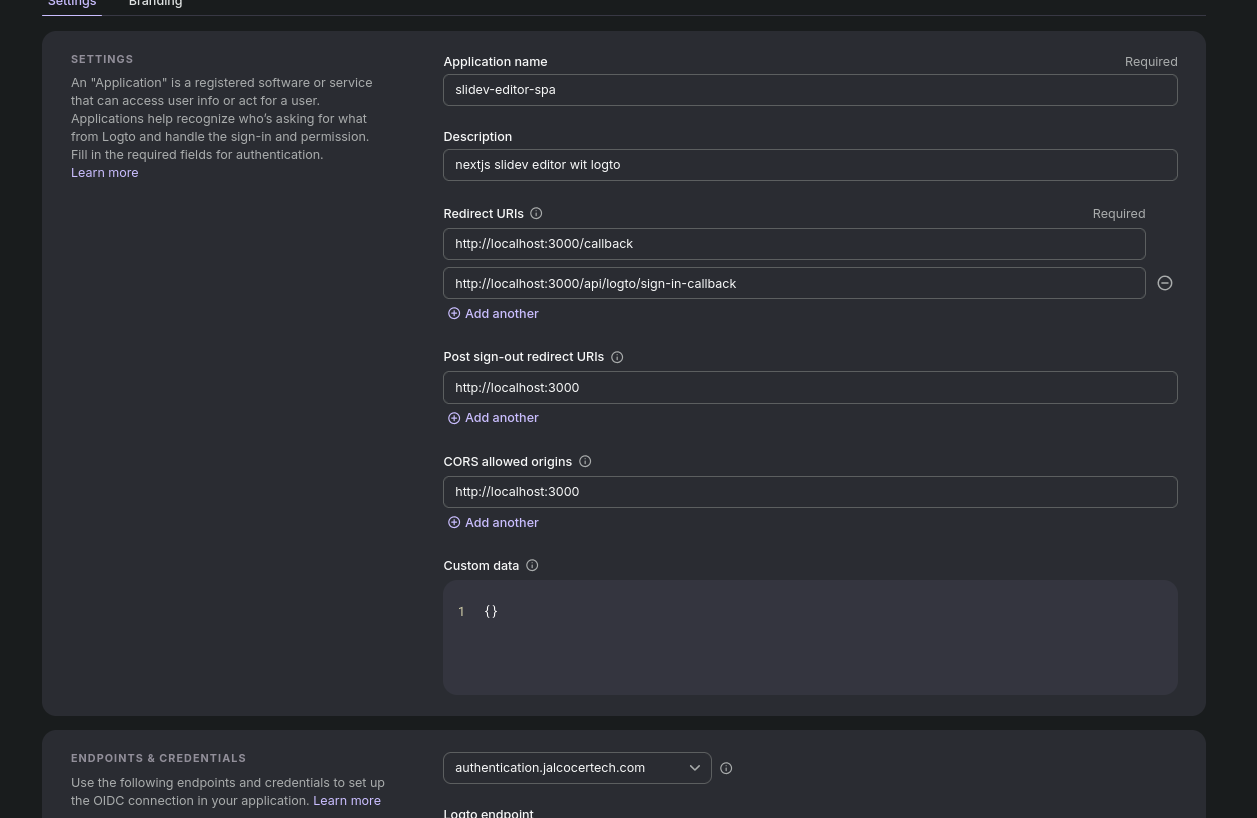 Settings
Branding
SETTINGS
An "Application" is a registered software or service
that can access user info or act for a user.
Applications help recognize who's asking for what
from Logto and handle the sign-in and permission.
Fill in the required fields for authentication.
Learn more
Application name
Required
slidev-editor-spa
Description
nextjs slidev editor wit logto
Redirect URIs
Required
http://localhost:3000/callback
http://localhost:3000/api/logto/sign-in-callback
Add another
Post sign-out redirect URIs
http://localhost:3000
Add another
CORS allowed origins
http://localhost:3000
Add another
Custom data
1 {}
ENDPOINTS & CREDENTIALS
Use the following endpoints and credentials to set up
the OIDC connection in your application. Learn more
authentication.jalcocertech.com
Logto endpoint